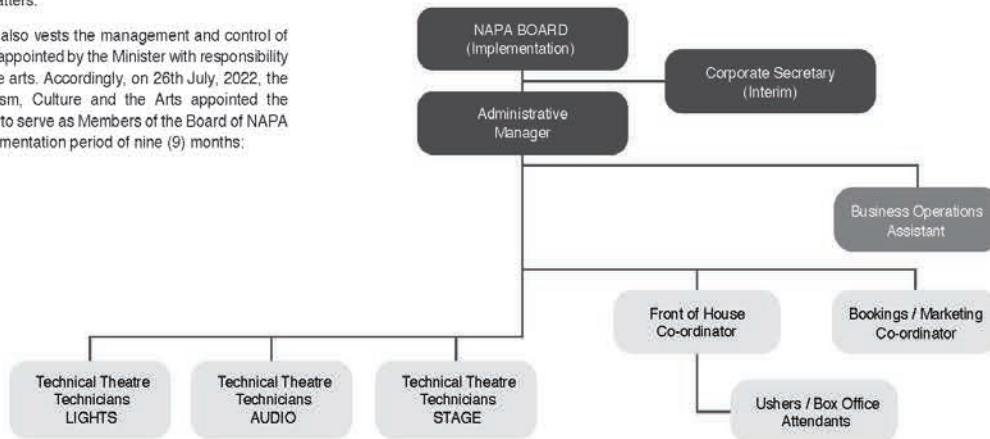 also vests the management and control of
appointed by the Minister with responsibility
arts. Accordingly, on 26th July, 2022, the
Culture and the Arts appointed the
to serve as Members of the Board of NAPA
period of nine (9) months:
NAPA BOARD
(Implementation)
Corporate Secretary
(Interim)
Administrative
Manager
Business Operations
Assistant
Front of House
Co-ordinator
Bookings / Marketing
Co-ordinator
Technical Theatre
Technicians
LIGHTS
Technical Theatre
Technicians
AUDIO
Technical Theatre
Technicians
STAGE
Ushers / Box Office
Attendants